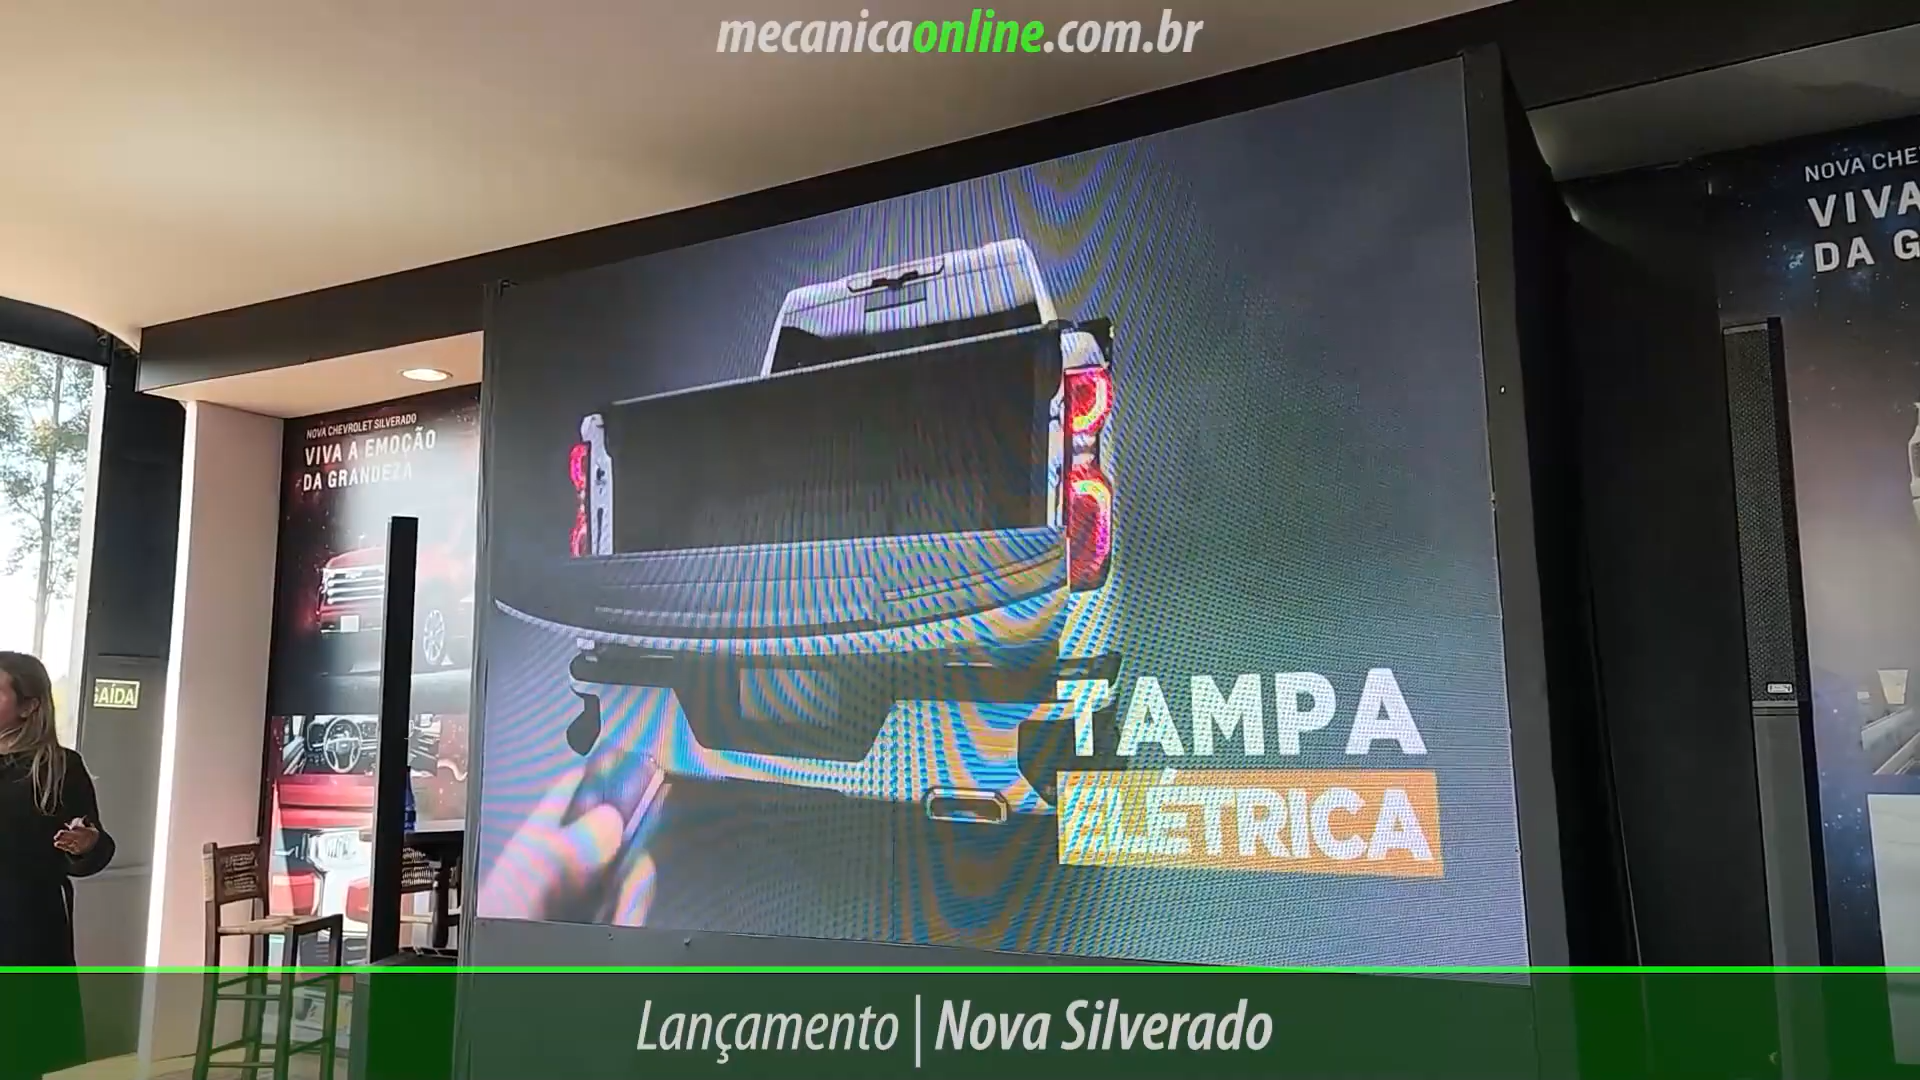 mecanicaonline.com.br
NOVA CHEVROLET SILVERADO
VIVA A EMOÇÃO
DA GRANDEZA
NOVA CHE
VIVA
DA G
SAÍDA
TAMPA
ELÉTRICA
Lançamento | Nova Silverado